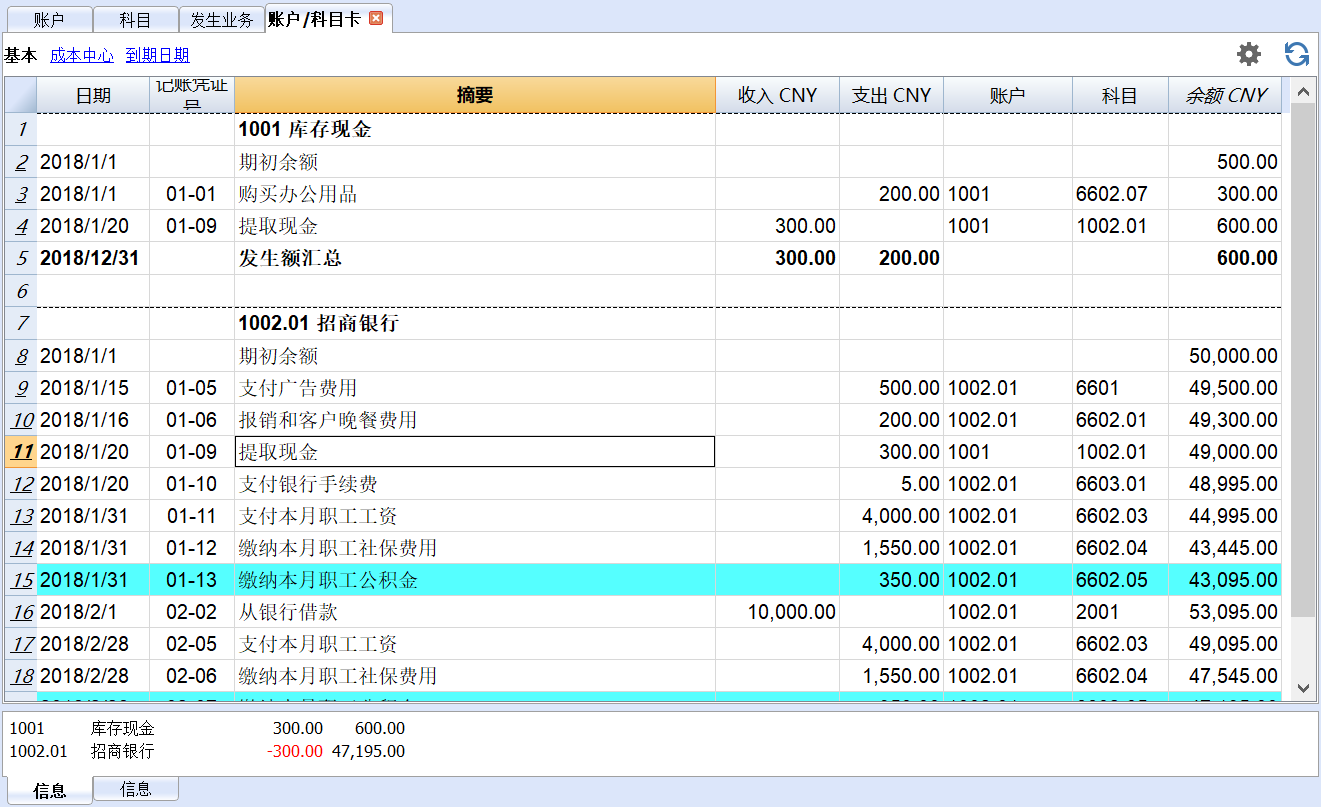 账户 科目 发生业务 账户/科目卡
基本 成本中心 到期日期
日期 记账凭证号 摘要 收入 CNY 支出 CNY 账户 科目 余额 CNY
1 1001 库存现金
2 2018/1/1 期初余额 500.00
3 2018/1/1 01-01 购买办公用品 200.00 1001 6602.07 300.00
4 2018/1/20 01-09 提取现金 300.00 1001 1002.01 600.00
5 2018/12/31 发生额汇总 300.00 200.00 600.00
6
7 1002.01 招商银行
8 2018/1/1 期初余额 50,000.00
9 2018/1/15 01-05 支付广告费用 500.00 1002.01 6601 49,500.00
10 2018/1/16 01-06 报销和客户晚餐费用 200.00 1002.01 6602.01 49,300.00
11 2018/1/20 01-09 提取现金 300.00 1001 1002.01 49,000.00
12 2018/1/20 01-10 支付银行手续费 5.00 1002.01 6603.01 48,995.00
13 2018/1/31 01-11 支付本月职工工资 4,000.00 1002.01 6602.03 44,995.00
14 2018/1/31 01-12 缴纳本月职工社保费用 1,550.00 1002.01 6602.04 43,445.00
15 2018/1/31 01-13 缴纳本月职工公积金 350.00 1002.01 6602.05 43,095.00
16 2018/2/1 02-02 从银行借款 10,000.00 1002.01 2001 53,095.00
17 2018/2/28 02-05 支付本月职工工资 4,000.00 1002.01 6602.03 49,095.00
18 2018/2/28 02-06 缴纳本月职工社保费用 1,550.00 1002.01 6602.04 47,545.00
1001 库存现金 300.00 600.00
1002.01 招商银行 -300.00 47,195.00
信息 信息